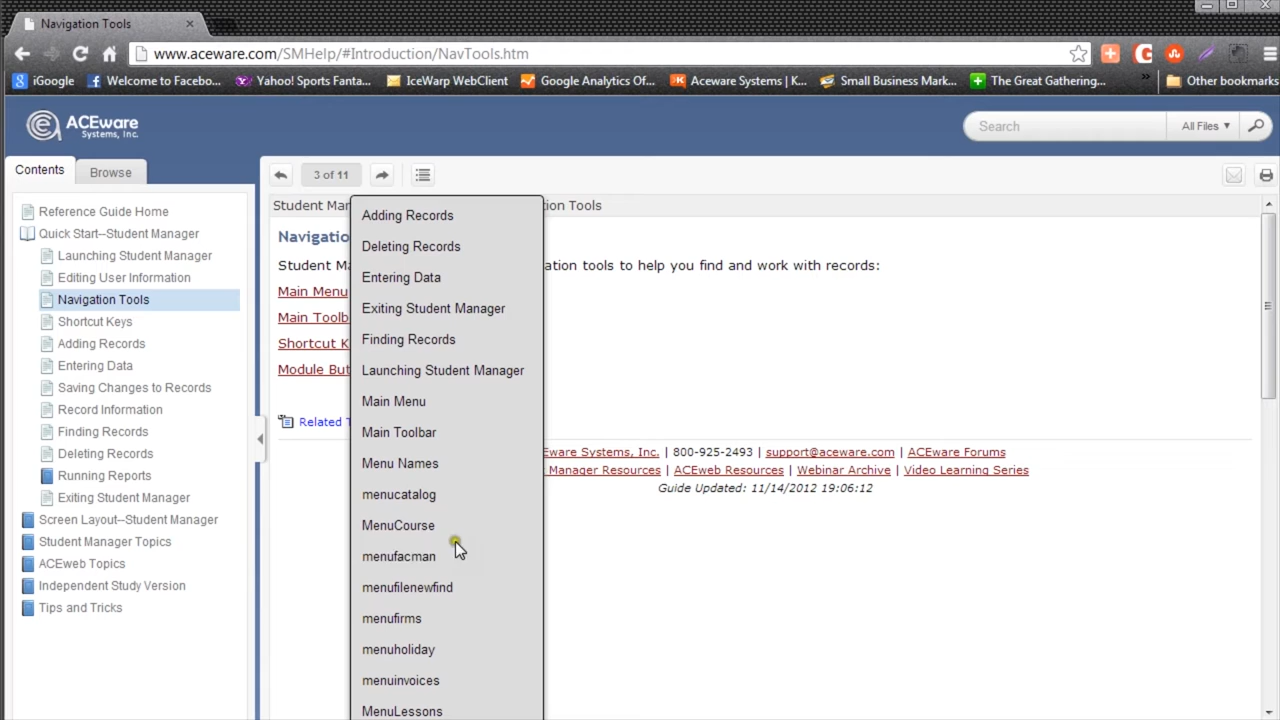 Navigation Tools
www.aceware.com/SMHelp/#Introduction/NavTools.htm
iGoogle Welcome to Facebo... Yahoo! Sports Fanta... IceWarp WebClient Google Analytics Of... Aceware Systems | K... Small Business Mark... The Great Gathering... » Other bookmarks
ACEware
Systems, Inc.
Search All Files ▾
Contents Browse
3 of 11
Reference Guide Home
Quick Start--Student Manager
Launching Student Manager
Editing User Information
Navigation Tools
Shortcut Keys
Adding Records
Entering Data
Saving Changes to Records
Record Information
Finding Records
Deleting Records
Running Reports
Exiting Student Manager
Screen Layout--Student Manager
Student Manager Topics
ACEweb Topics
Independent Study Version
Tips and Tricks
Adding Records
Deleting Records
Entering Data
Exiting Student Manager
Finding Records
Launching Student Manager
Main Menu
Main Toolbar
Menu Names
menucatalog
MenuCourse
menufacman
menufilenewfind
menufirms
menuholiday
menuinvoices
MenuLessons
Student Man tion Tools
Navigatio
Student Ma ation tools to help you find and work with records:
Main Menu
Main Toolb
Shortcut K
Module But
Related T
ware Systems, Inc. | 800-925-2493 | support@aceware.com | ACEware Forums
Manager Resources | ACEweb Resources | Webinar Archive | Video Learning Series
Guide Updated: 11/14/2012 19:06:12